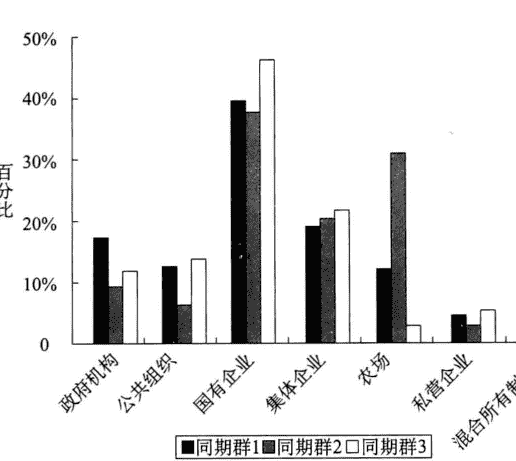 50%
40%
30%
20%
10%
0
百分比
政府机构
公共组织
国有企业
集体企业
农场
私营企业
混合所有制
■同期群1■同期群2□同期群3